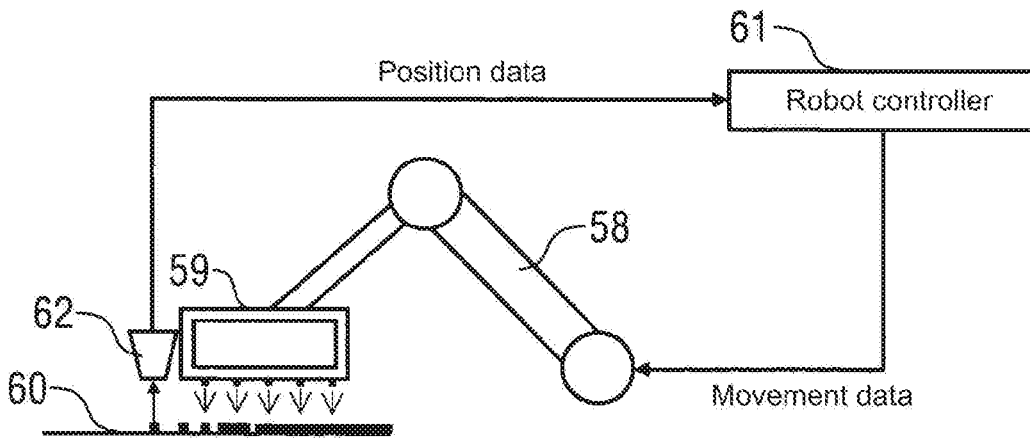 61
Position data
Robot controller
58
59
62
60
Movement data